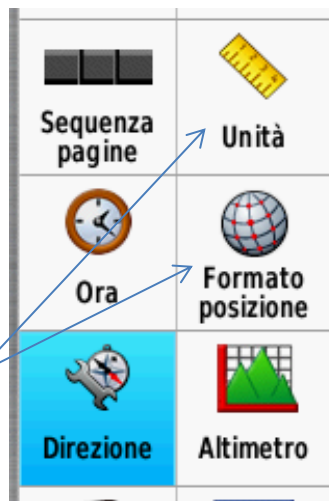 Sequenza
pagine
Unità
Ora
Formato
posizione
Direzione
Altimetro